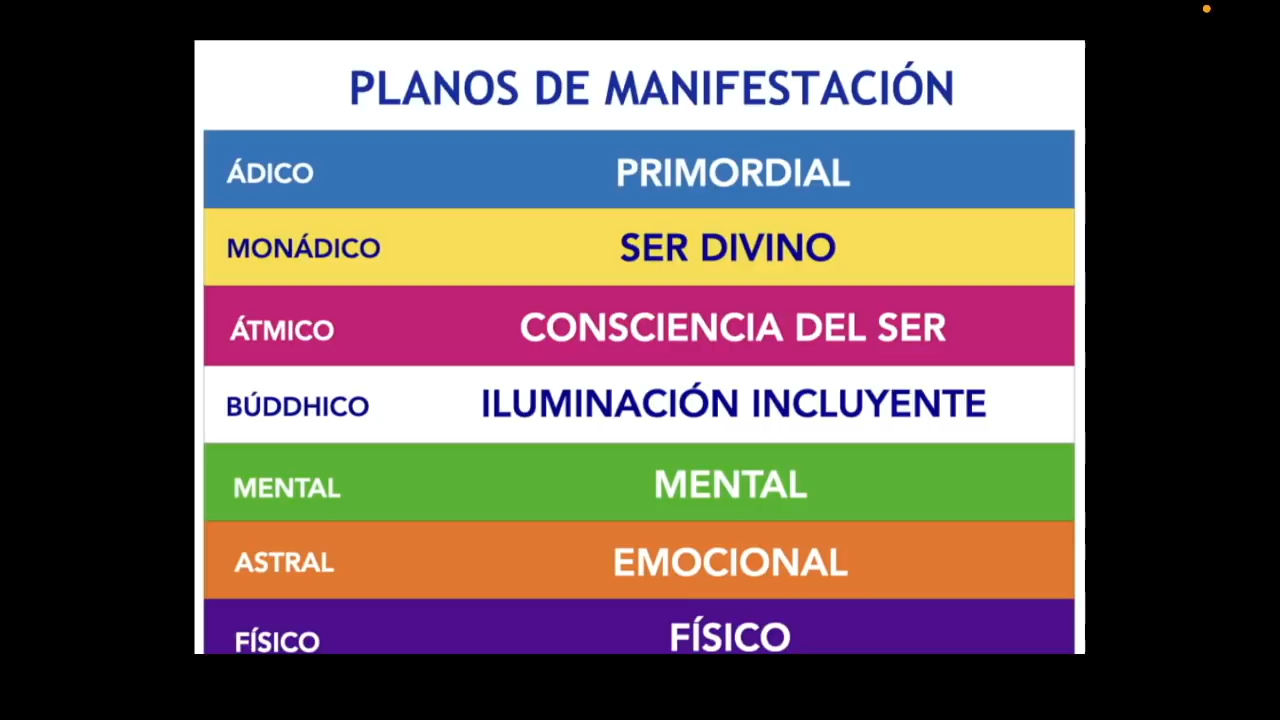 PLANOS DE MANIFESTACIÓN
ÁDICO PRIMORDIAL
MONÁDICO SER DIVINO
ÁTMICO CONSCIENCIA DEL SER
BÚDDHICO ILUMINACIÓN INCLUYENTE
MENTAL MENTAL
ASTRAL EMOCIONAL
FÍSICO FÍSICO